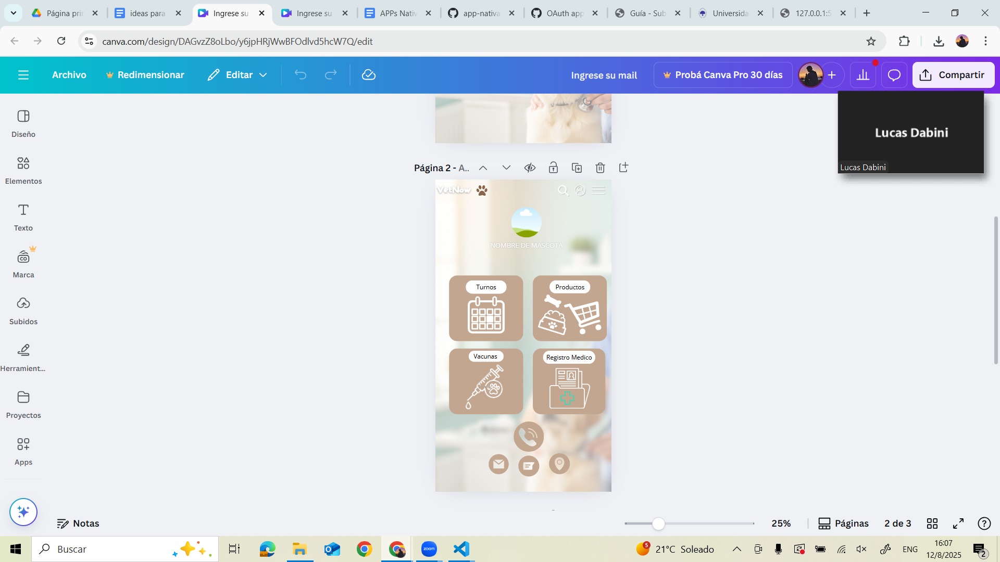 Página prin
ideas para
Ingrese su
Ingrese su
APPs Nativ
app-nativa
OAuth app
Guía - Sub
Universida
127.0.0.1:5
canva.com/design/DAGvzZ8oLbo/y6jpHRjWwBFOdlvd5hcW7Q/edit
Archivo
Redimensionar
Editar
Ingrese su mail
Probá Canva Pro 30 días
Compartir
Diseño
Elementos
Texto
CO
Marca
Subidos
Herramient...
Proyectos
Apps
Lucas Dabini
Lucas Dabini
Página 2 - A...
VetNow
NOMBRE DE MASCOTA
Turnos
Productos
Vacunas
Registro Medico
Notas
25%
Páginas
2 de 3
Buscar
zoom
5
21°C Soleado
ENG
16:07
12/8/2025
2